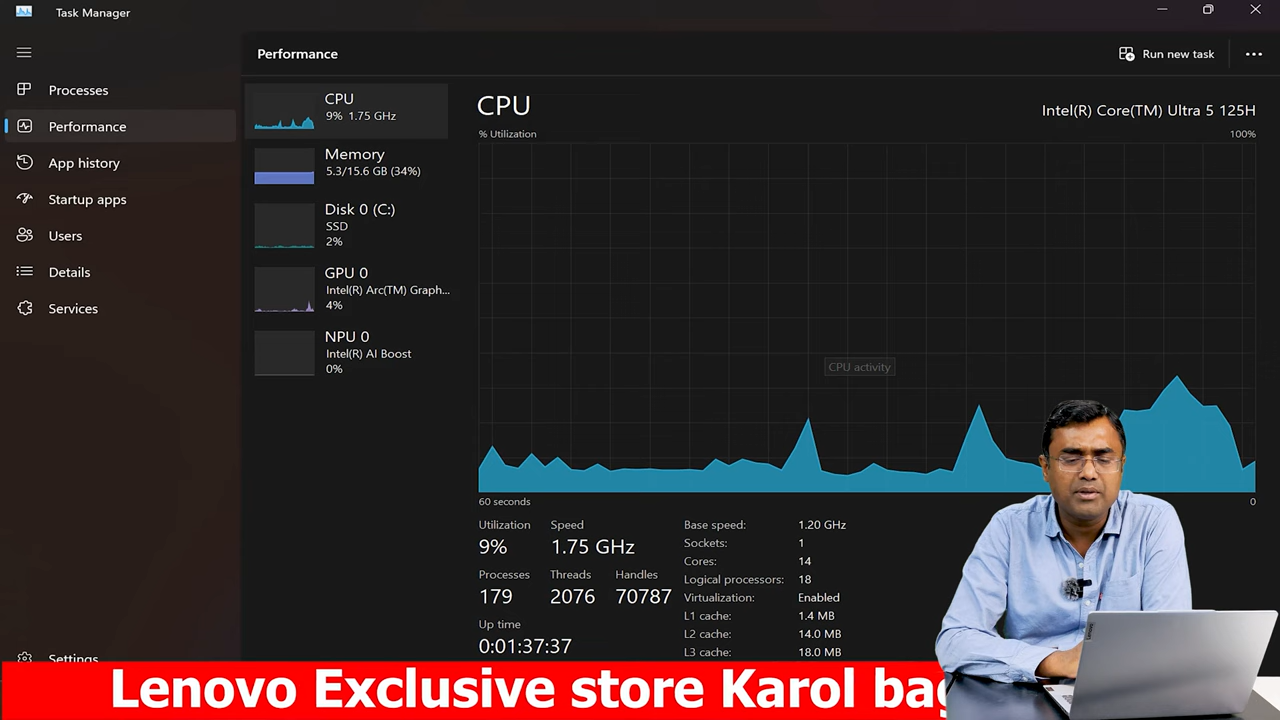 Task Manager
Performance
Run new task
Processes
Performance
App history
Startup apps
Users
Details
Services
Settings
CPU
9% 1.75 GHz
Memory
5.3/15.6 GB (34%)
Disk 0 (C:)
SSD
2%
GPU 0
Intel(R) Arc(TM) Graph...
4%
NPU 0
Intel(R) AI Boost
0%
CPU
Intel(R) Core(TM) Ultra 5 125H
% Utilization
100%
CPU activity
60 seconds
0
Utilization
9%
Speed
1.75 GHz
Processes
179
Threads
2076
Handles
70787
Up time
0:01:37:37
Base speed: 1.20 GHz
Sockets: 1
Cores: 14
Logical processors: 18
Virtualization: Enabled
L1 cache: 1.4 MB
L2 cache: 14.0 MB
L3 cache: 18.0 MB
Lenovo Exclusive store Karol